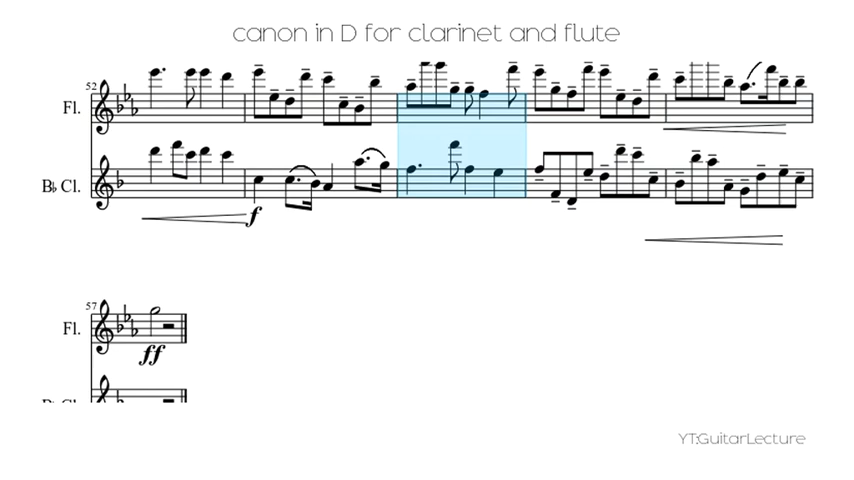 canon in D for clarinet and flute
52
Fl.
B♭ Cl.
f
57
Fl.
ff
YT:GuitarLecture